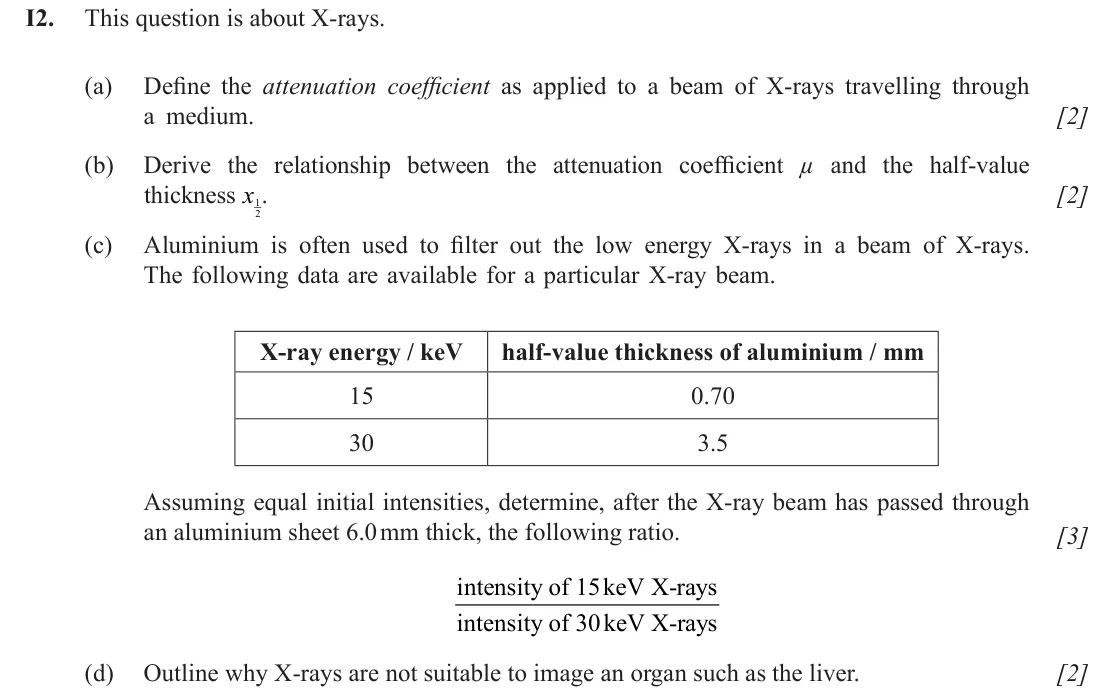 I2. This question is about X-rays.
(a) Define the attenuation coefficient as applied to a beam of X-rays travelling through
a medium. [2]
(b) Derive the relationship between the attenuation coefficient μ and the half-value
thickness x½. [2]
(c) Aluminium is often used to filter out the low energy X-rays in a beam of X-rays.
The following data are available for a particular X-ray beam.
X-ray energy / keV half-value thickness of aluminium / mm
15 0.70
30 3.5
Assuming equal initial intensities, determine, after the X-ray beam has passed through
an aluminium sheet 6.0 mm thick, the following ratio. [3]
intensity of 15 keV X-rays
intensity of 30 keV X-rays
(d) Outline why X-rays are not suitable to image an organ such as the liver. [2]